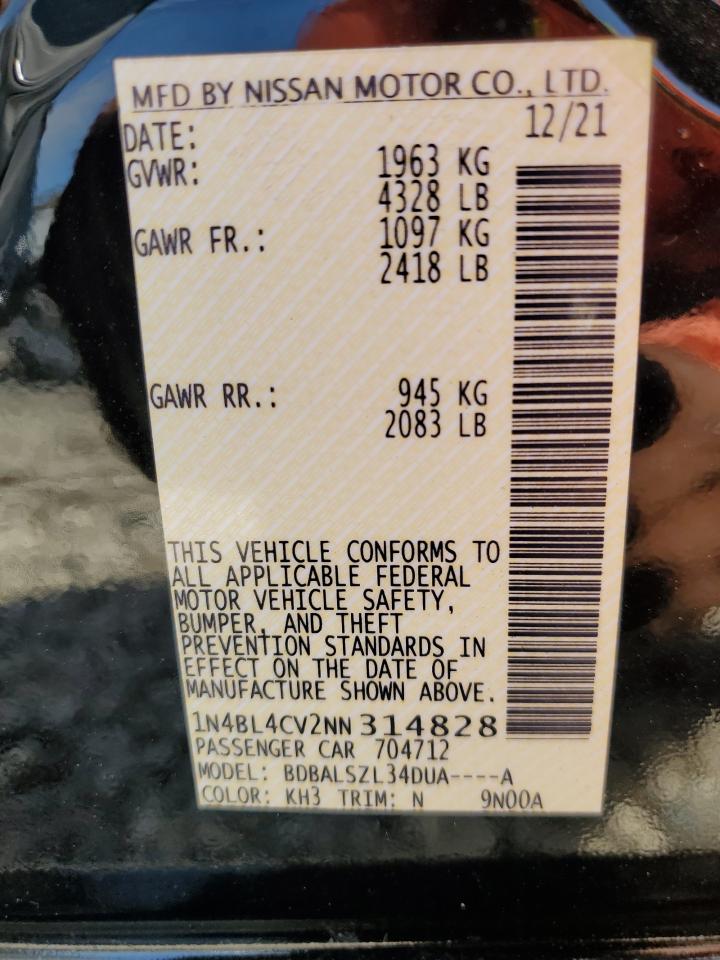 MFD BY NISSAN MOTOR CO., LTD.
DATE: 12/21
GVWR: 1963 KG
4328 LB
GAWR FR.: 1097 KG
2418 LB
GAWR RR.: 945 KG
2083 LB
THIS VEHICLE CONFORMS TO
ALL APPLICABLE FEDERAL
MOTOR VEHICLE SAFETY,
BUMPER, AND THEFT
PREVENTION STANDARDS IN
EFFECT ON THE DATE OF
MANUFACTURE SHOWN ABOVE.
1N4BL4CV2NN314828
PASSENGER CAR 704712
MODEL: BDBALSZL34DUA----A
COLOR: KH3 TRIM: N 9N00A